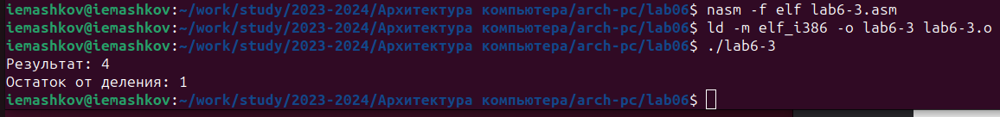 iemashkov@iemashkov:~/work/study/2023-2024/Архитектура компьютера/arch-pc/lab06$ nasm -f elf lab6-3.asm
iemashkov@iemashkov:~/work/study/2023-2024/Архитектура компьютера/arch-pc/lab06$ ld -m elf_i386 -o lab6-3 lab6-3.o
iemashkov@iemashkov:~/work/study/2023-2024/Архитектура компьютера/arch-pc/lab06$ ./lab6-3
Результат: 4
Остаток от деления: 1
iemashkov@iemashkov:~/work/study/2023-2024/Архитектура компьютера/arch-pc/lab06$